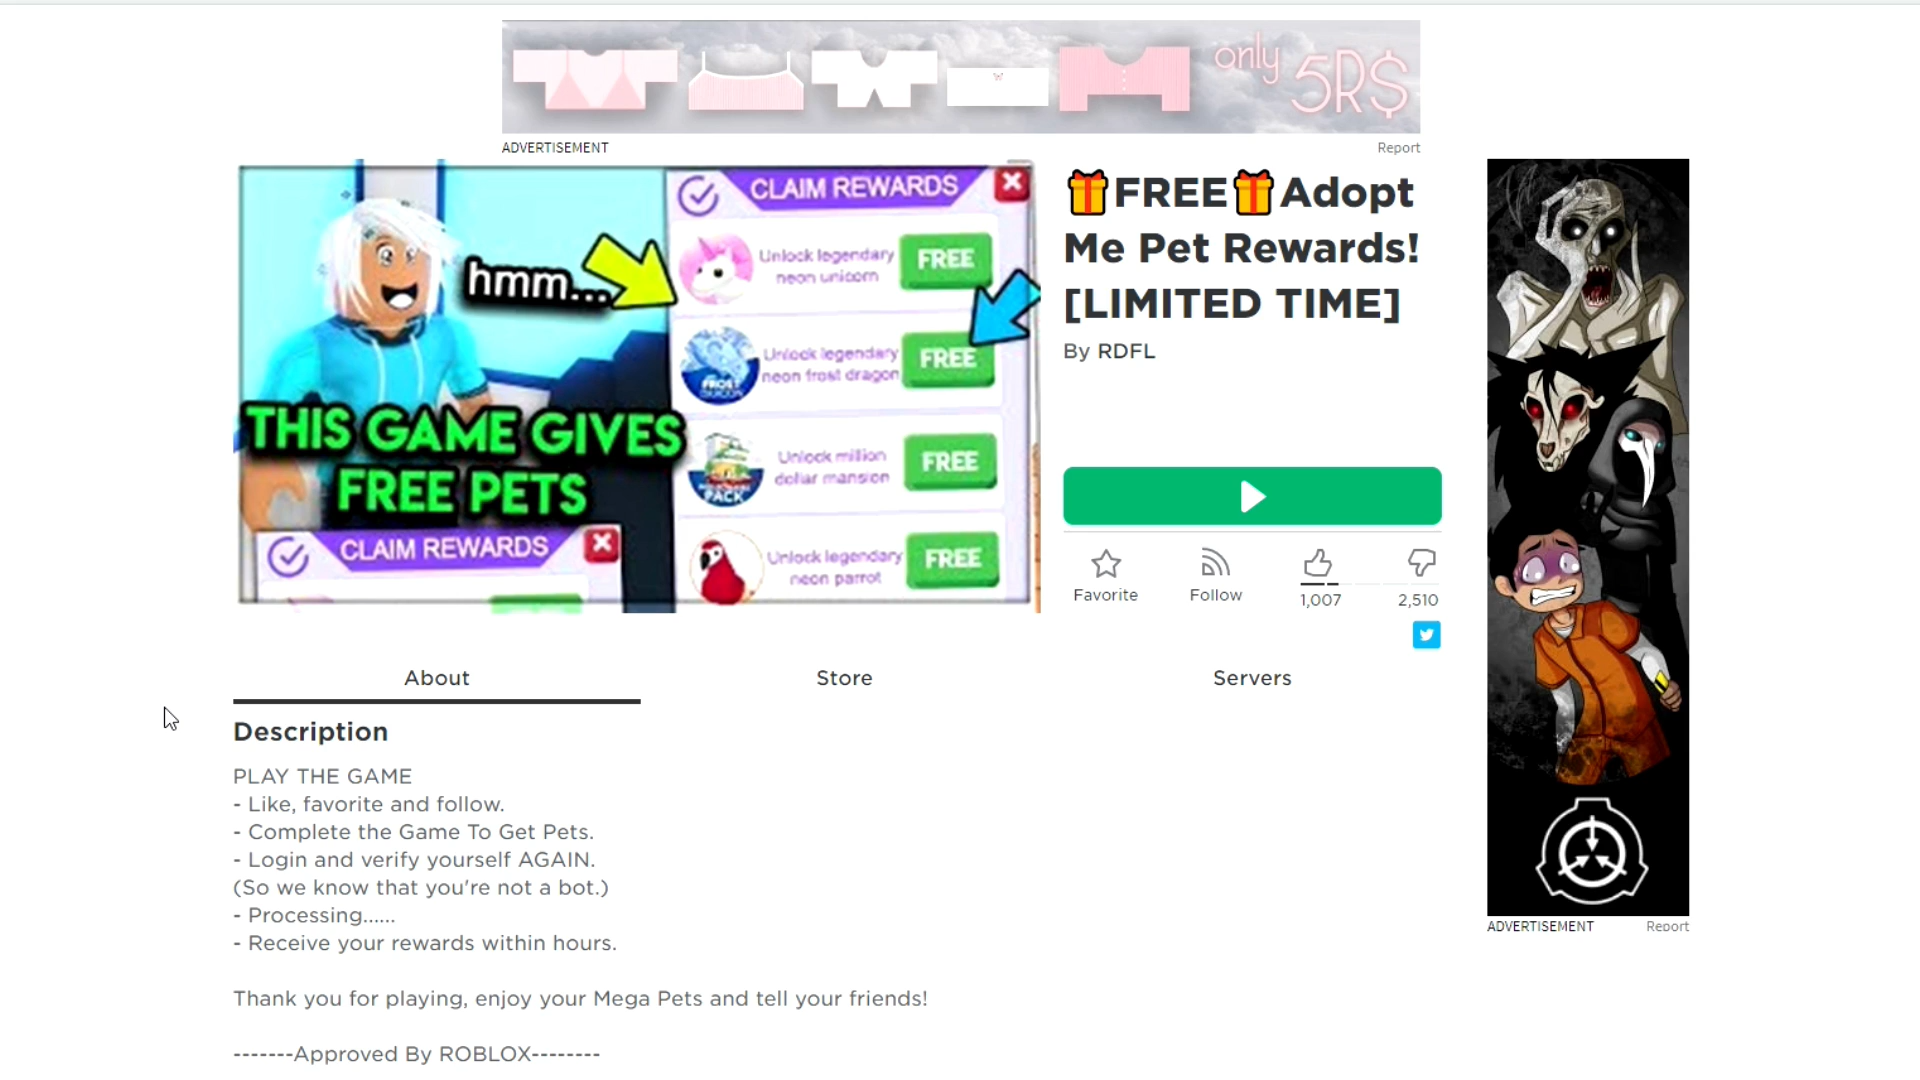 only 5R$
ADVERTISEMENT
Report
CLAIM REWARDS
Unlock legendary
neon unicorn
FREE
hmm...
Unlock legendary
neon frost dragon
FREE
FROST
DRAGON
THIS GAME GIVES
FREE PETS
Unlock million
dollar mansion
FREE
PACK
Unlock legendary
neon parrot
FREE
CLAIM REWARDS
🎁FREE🎁Adopt
Me Pet Rewards!
[LIMITED TIME]
By RDFL
Favorite
Follow
1,007
2,510
About
Store
Servers
Description
PLAY THE GAME
- Like, favorite and follow.
- Complete the Game To Get Pets.
- Login and verify yourself AGAIN.
(So we know that you're not a bot.)
- Processing......
- Receive your rewards within hours.
Thank you for playing, enjoy your Mega Pets and tell your friends!
-------Approved By ROBLOX--------
ADVERTISEMENT
Report